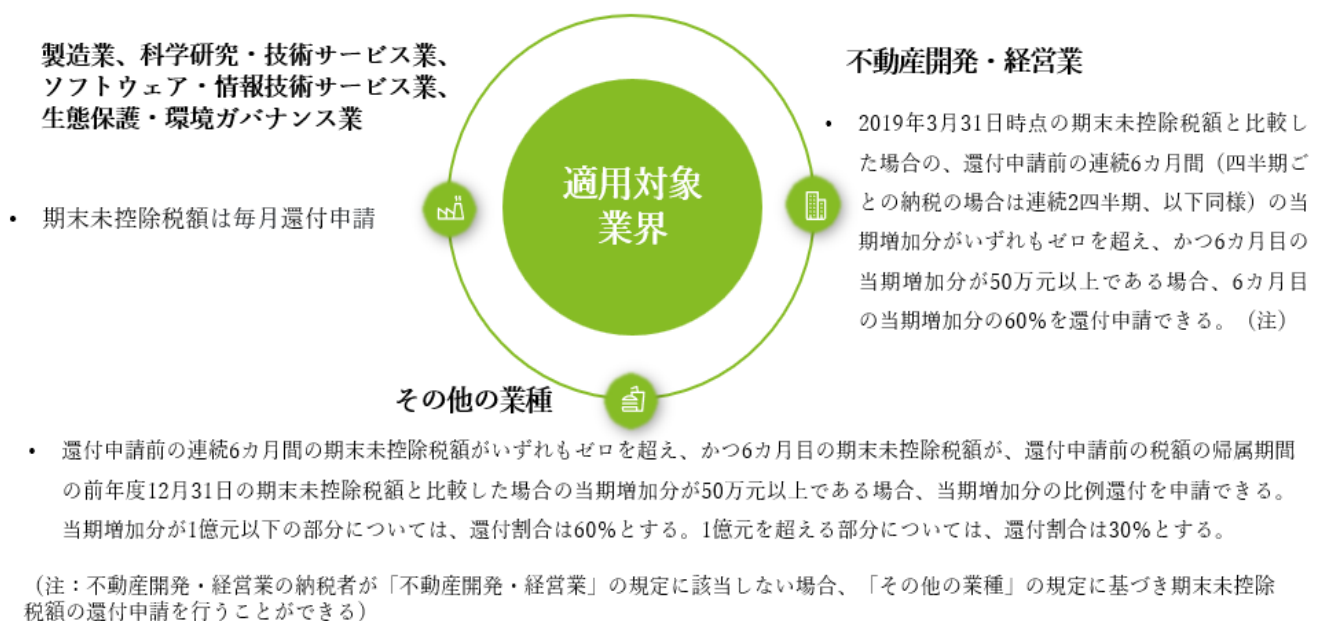 製造業、科学研究・技術サービス業、
ソフトウェア・情報技術サービス業、
生態保護・環境ガバナンス業
• 期末未控除税額は毎月還付申請
適用対象
業界
不動産開発・経営業
• 2019年3月31日時点の期末未控除税額と比較し
た場合の、還付申請前の連続6カ月間（四半期ご
との納税の場合は連続2四半期、以下同様）の当
期増加分がいずれもゼロを超え、かつ6カ月目の
当期増加分が50万元以上である場合、6カ月目
の当期増加分の60%を還付申請できる。（注）
その他の業種
• 還付申請前の連続6カ月間の期末未控除税額がいずれもゼロを超え、かつ6カ月目の期末未控除税額が、還付申請前の税額の帰属期間
の前年度12月31日の期末未控除税額と比較した場合の当期増加分が50万元以上である場合、当期増加分の比例還付を申請できる。
当期増加分が1億元以下の部分については、還付割合は60%とする。1億元を超える部分については、還付割合は30%とする。
（注：不動産開発・経営業の納税者が「不動産開発・経営業」の規定に該当しない場合、「その他の業種」の規定に基づき期末未控除
税額の還付申請を行うことができる）